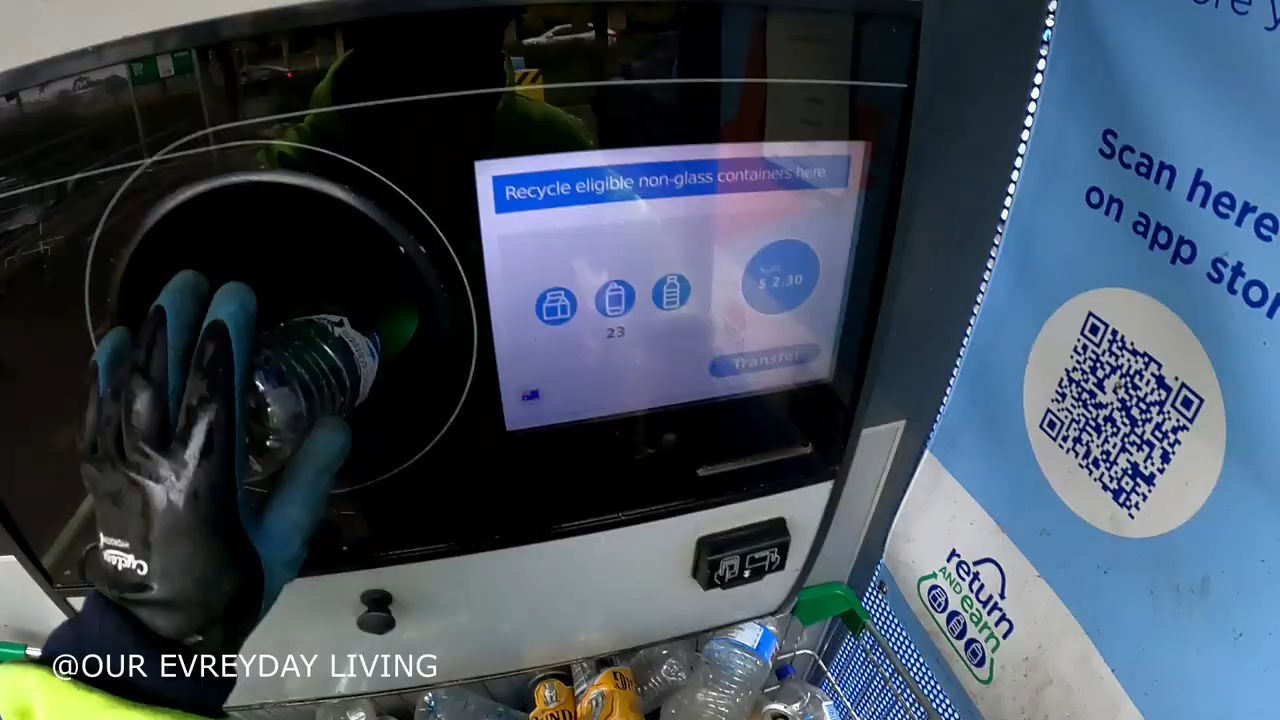 Recycle eligible non-glass containers here.
$ 2.30
23
Transfer
Scan here
on app
return
AND earn
@OUR EVREYDAY LIVING